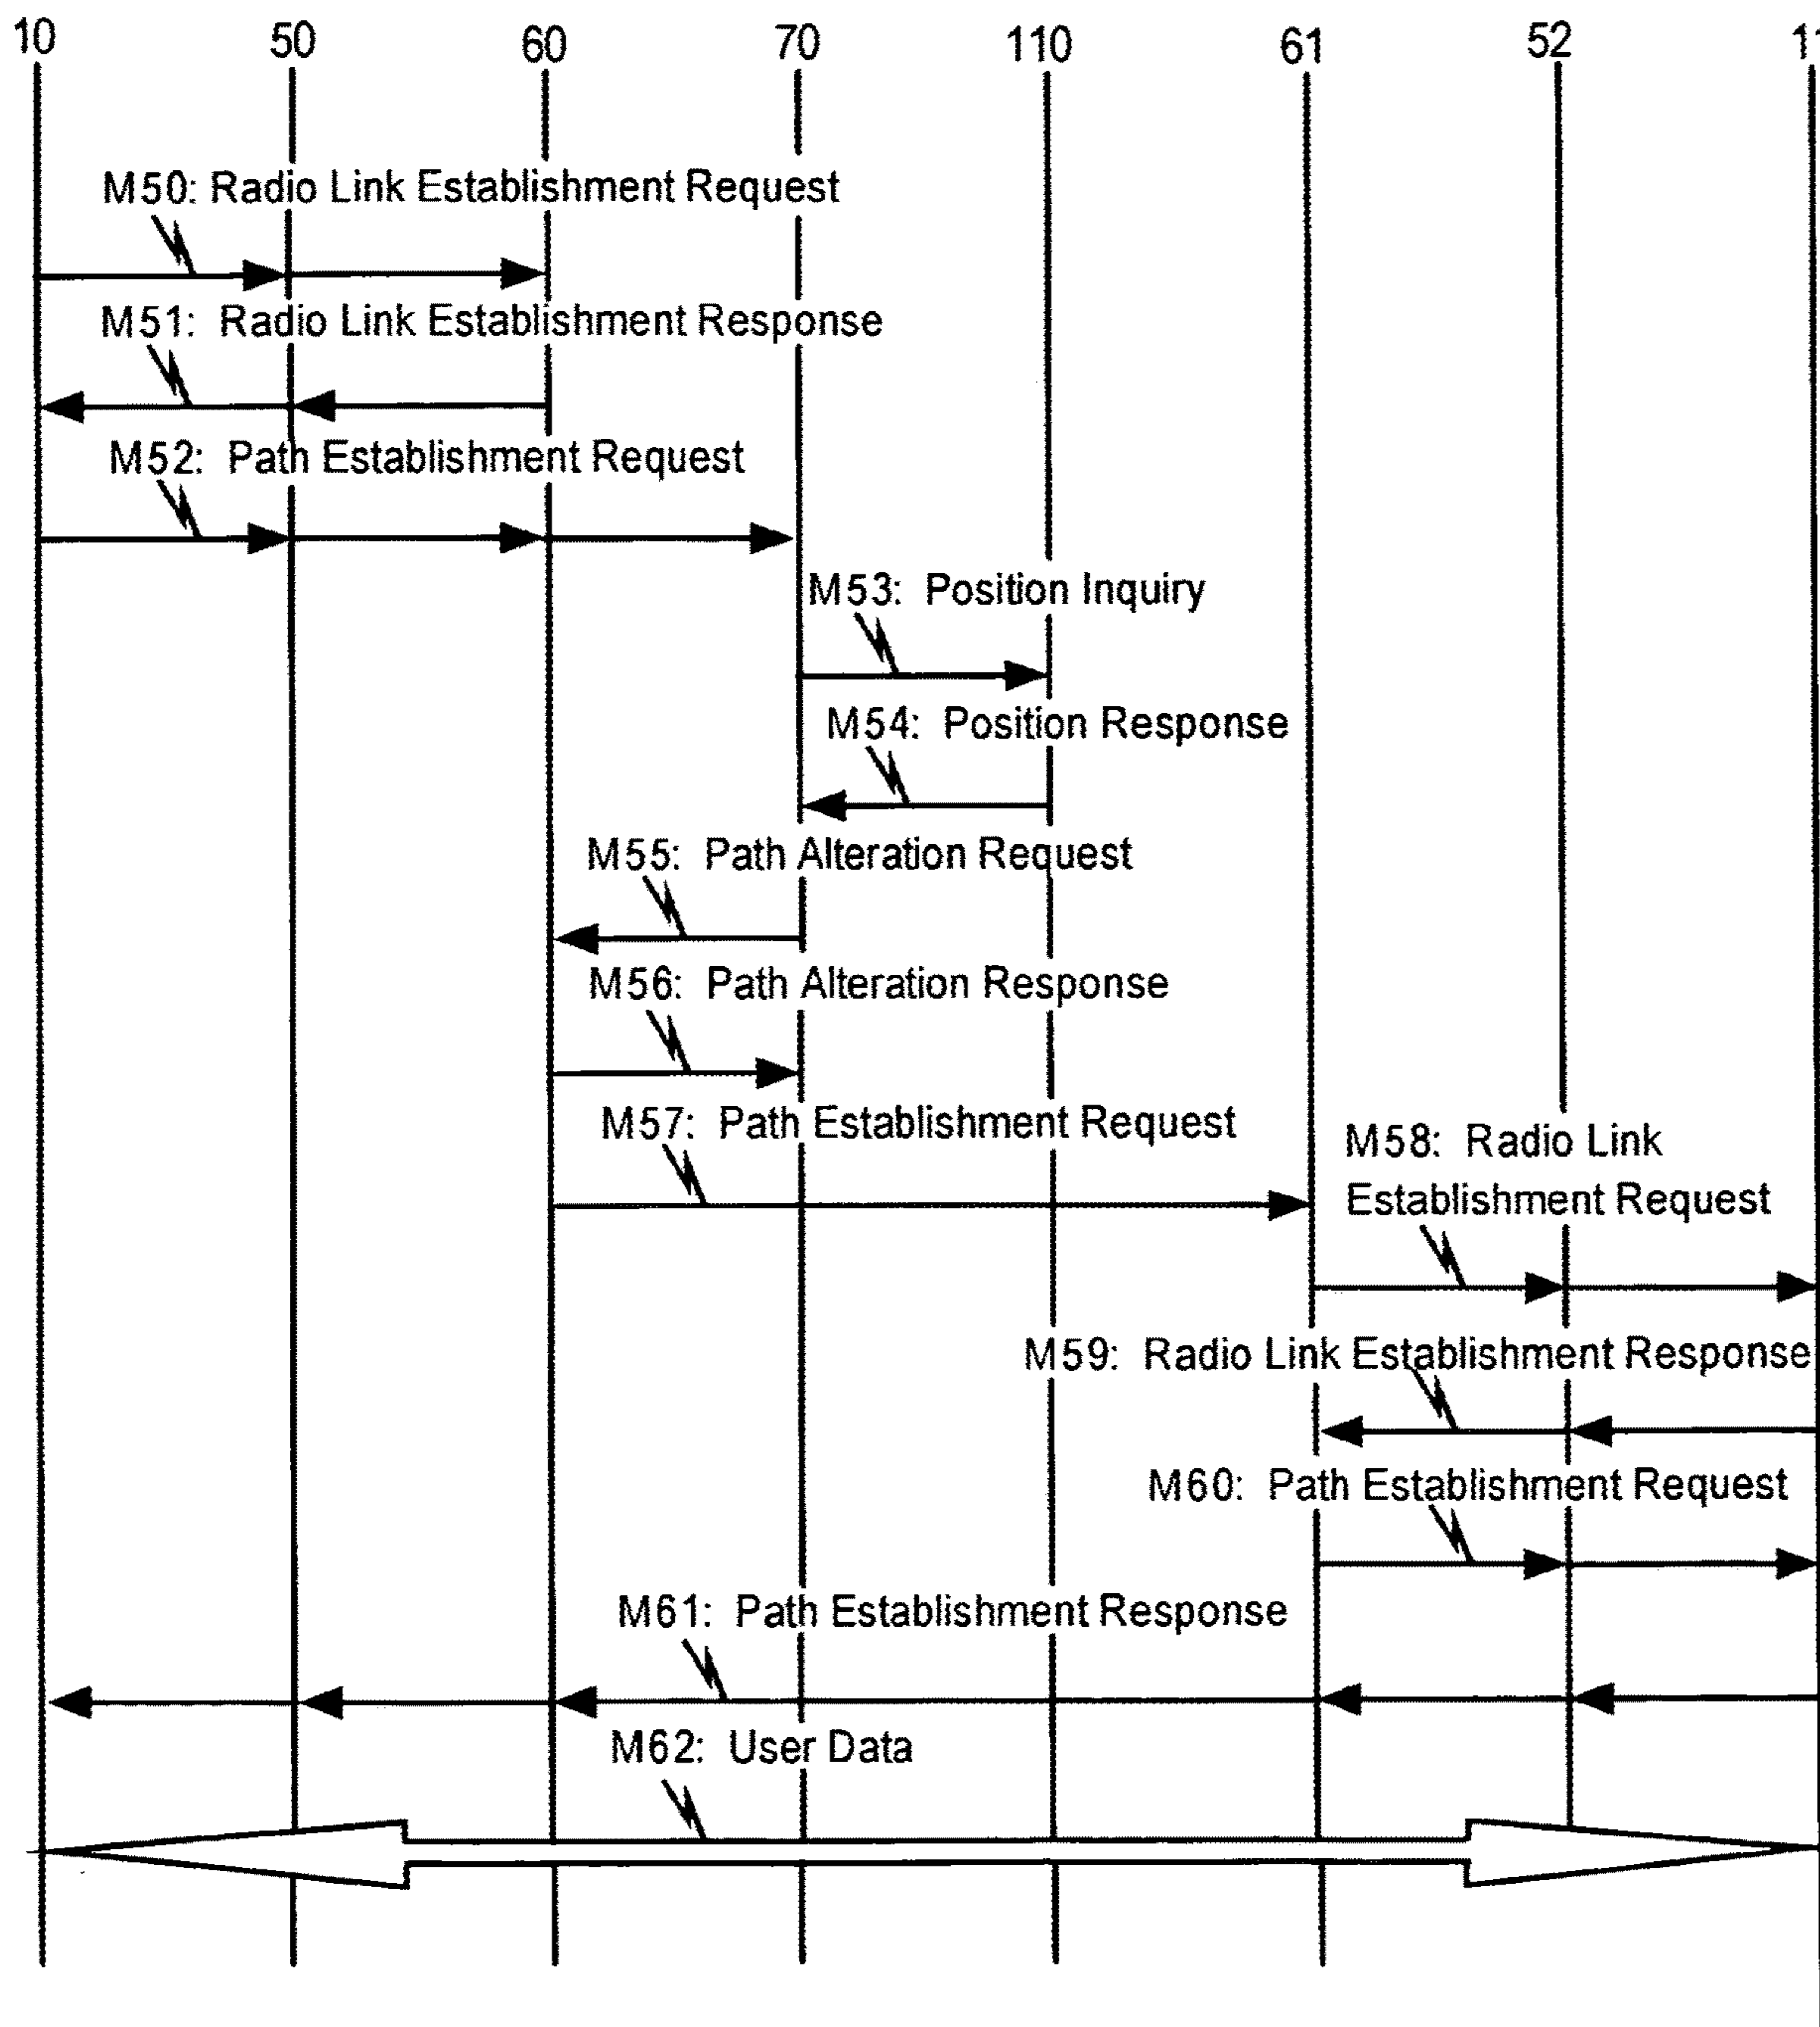 10 50 60 70 110 61 52 11
M50: Radio Link Establishment Request
M51: Radio Link Establishment Response
M52: Path Establishment Request
M53: Position Inquiry
M54: Position Response
M55: Path Alteration Request
M56: Path Alteration Response
M57: Path Establishment Request
M58: Radio Link
Establishment Request
M59: Radio Link Establishment Response
M60: Path Establishment Request
M61: Path Establishment Response
M62: User Data